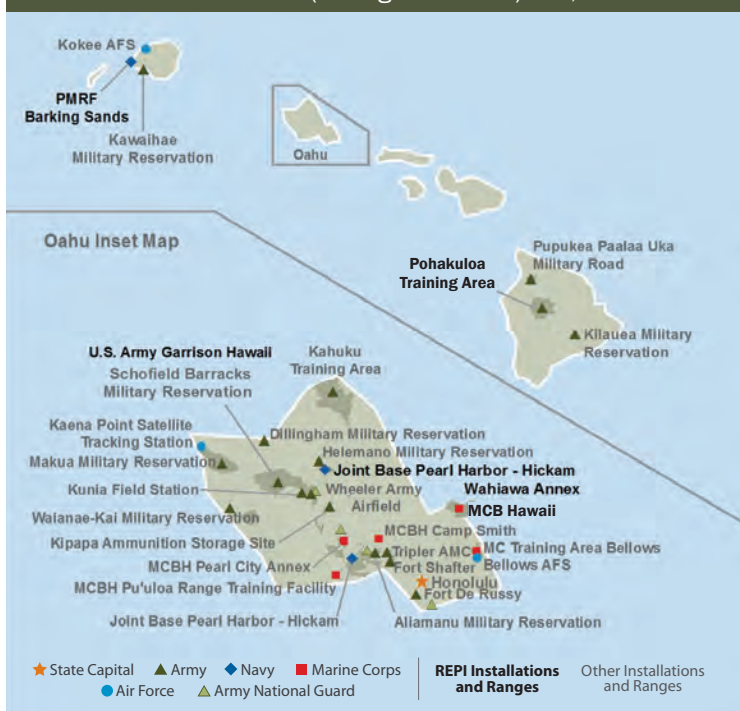 Kokee AFS
PMRF
Barking Sands
Kawaihae
Military Reservation
Oahu
Oahu Inset Map
Pupukea Paalaa Uka
Military Road
Pohakuloa
Training Area
Kilauea Military
Reservation
U.S. Army Garrison Hawaii
Schofield Barracks
Military Reservation
Kahuku
Training Area
Kaena Point Satellite
Tracking Station
Dillingham Military Reservation
Helemano Military Reservation
Makua Military Reservation
Joint Base Pearl Harbor - Hickam
Wahiawa Annex
Kunia Field Station
Wheeler Army
Airfield
MCB Hawaii
Waianae-Kai Military Reservation
MCBH Camp Smith
Kipapa Ammunition Storage Site
Tripler AMC
MC Training Area Bellows
Bellows AFS
MCBH Pearl City Annex
Fort Shafter
Honolulu
MCBH Pu'uloa Range Training Facility
Fort De Russy
Joint Base Pearl Harbor - Hickam
Aliamanu Military Reservation
State Capital
Army
Navy
Marine Corps
Air Force
Army National Guard
REPI Installations
and Ranges
Other Installations
and Ranges